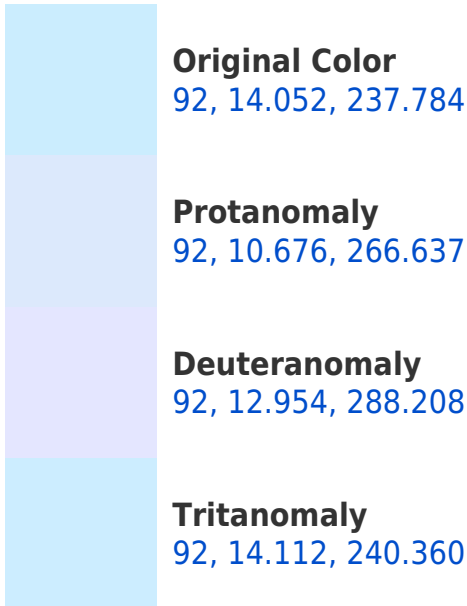 Original Color
92, 14.052, 237.784
Protanomaly
92, 10.676, 266.637
Deuteranomaly
92, 12.954, 288.208
Tritanomaly
92, 14.112, 240.360